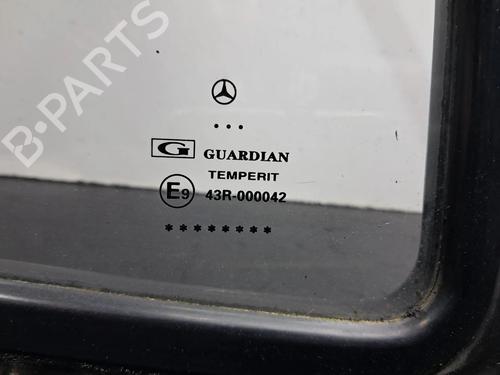 B-PARTS
...
G GUARDIAN
TEMPERIT
E9 43R-000042
********